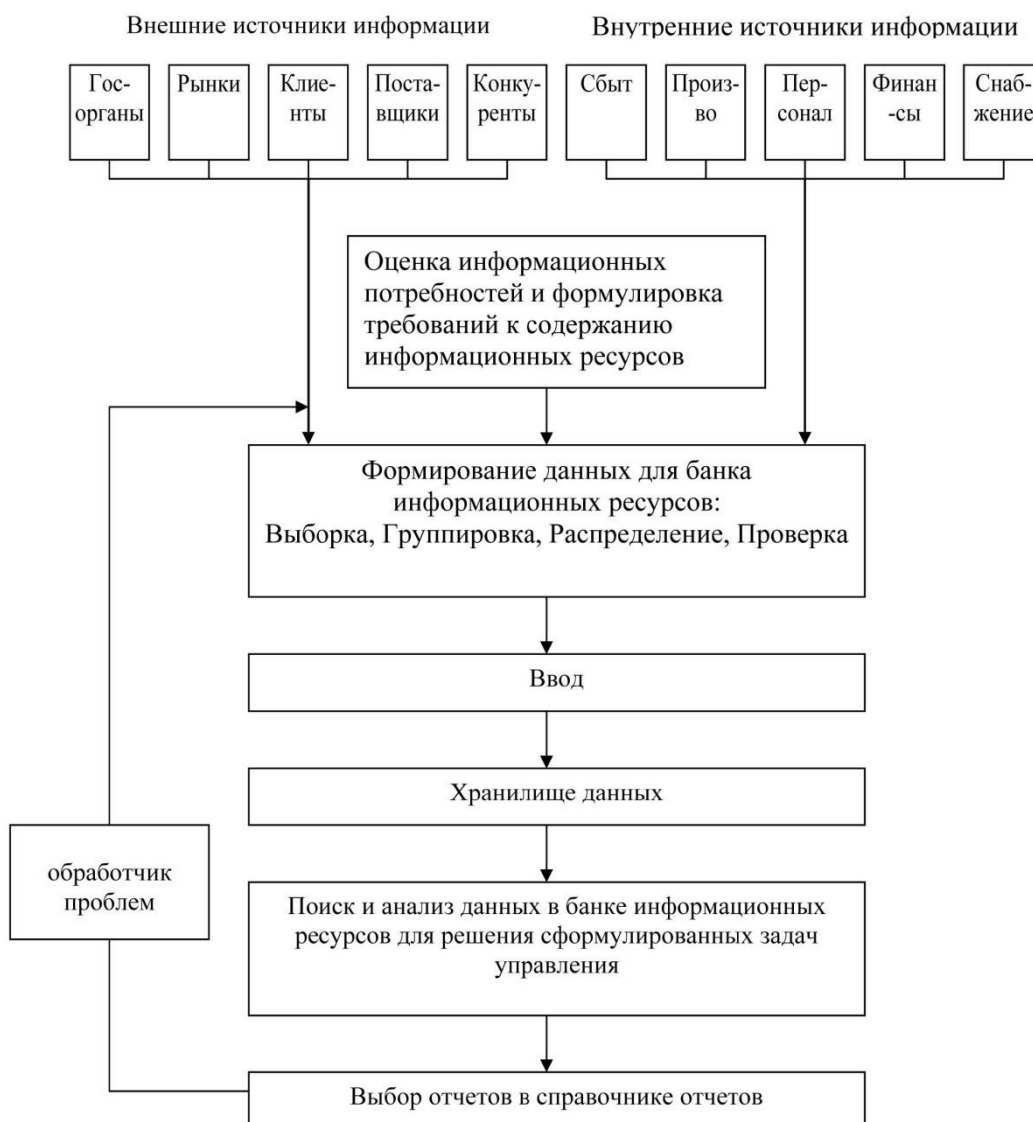 Внешние источники информации
Внутренние источники информации
Гос-
органы
Рынки
Клие-
нты
Поста-
вщики
Конку-
ренты
Сбыт
Произ-
во
Пер-
сонал
Финан
-сы
Снаб-
жение
Оценка информационных
потребностей и формулировка
требований к содержанию
информационных ресурсов
Формирование данных для банка
информационных ресурсов:
Выборка, Группировка, Распределение, Проверка
Ввод
Хранилище данных
обработчик
проблем
Поиск и анализ данных в банке информационных
ресурсов для решения сформулированных задач
управления
Выбор отчетов в справочнике отчетов